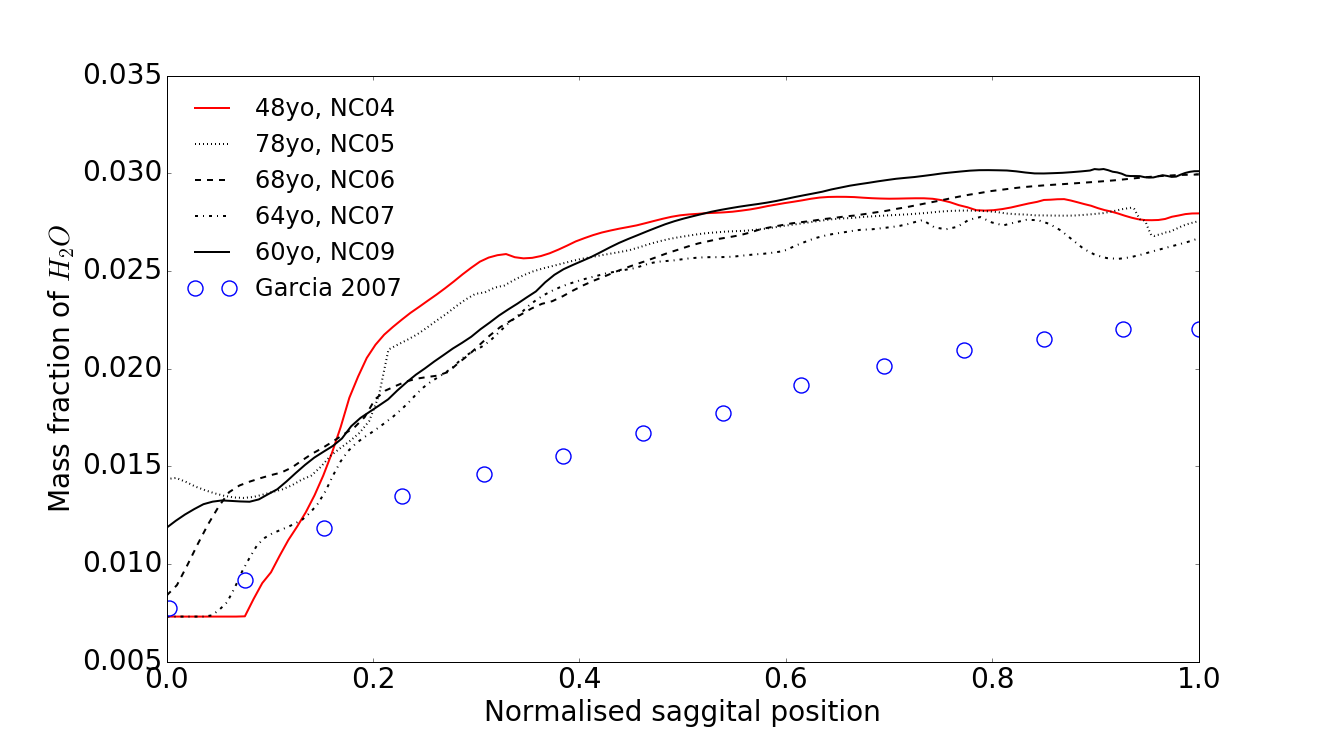 0.035
0.030
0.025
0.020
0.015
0.010
0.005
Mass fraction of H₂O
48yo, NC04
78yo, NC05
68yo, NC06
64yo, NC07
60yo, NC09
Garcia 2007
0.0 0.2 0.4 0.6 0.8 1.0
Normalised saggital position